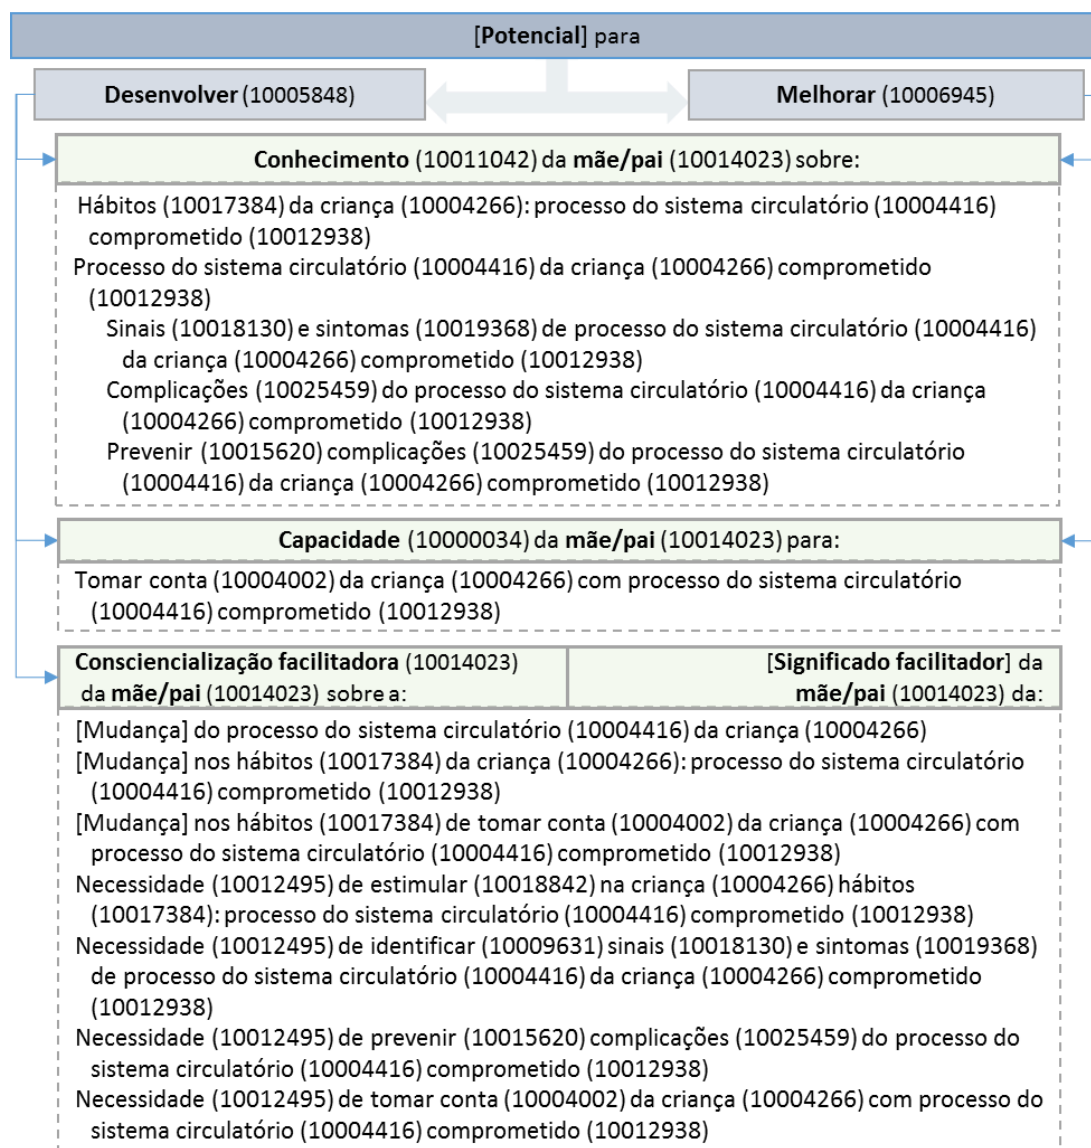 [Potencial] para
Desenvolver (10005848)
Melhorar (10006945)
Conhecimento (10011042) da mãe/pai (10014023) sobre:
Hábitos (10017384) da criança (10004266): processo do sistema circulatório (10004416)
comprometido (10012938)
Processo do sistema circulatório (10004416) da criança (10004266) comprometido
(10012938)
Sinais (10018130) e sintomas (10019368) de processo do sistema circulatório (10004416)
da criança (10004266) comprometido (10012938)
Complicações (10025459) do processo do sistema circulatório (10004416) da criança
(10004266) comprometido (10012938)
Prevenir (10015620) complicações (10025459) do processo do sistema circulatório
(10004416) da criança (10004266) comprometido (10012938)
Capacidade (10000034) da mãe/pai (10014023) para:
Tomar conta (10004002) da criança (10004266) com processo do sistema circulatório
(10004416) comprometido (10012938)
Consciencialização facilitadora (10014023)
da mãe/pai (10014023) sobre a:
[Significado facilitador] da
mãe/pai (10014023) da:
[Mudança] do processo do sistema circulatório (10004416) da criança (10004266)
[Mudança] nos hábitos (10017384) da criança (10004266): processo do sistema circulatório
(10004416) comprometido (10012938)
[Mudança] nos hábitos (10017384) de tomar conta (10004002) da criança (10004266) com
processo do sistema circulatório (10004416) comprometido (10012938)
Necessidade (10012495) de estimular (10018842) na criança (10004266) hábitos
(10017384): processo do sistema circulatório (10004416) comprometido (10012938)
Necessidade (10012495) de identificar (10009631) sinais (10018130) e sintomas (10019368)
de processo do sistema circulatório (10004416) da criança (10004266) comprometido
(10012938)
Necessidade (10012495) de prevenir (10015620) complicações (10025459) do processo do
sistema circulatório (10004416) comprometido (10012938)
Necessidade (10012495) de tomar conta (10004002) da criança (10004266) com processo do
sistema circulatório (10004416) comprometido (10012938)